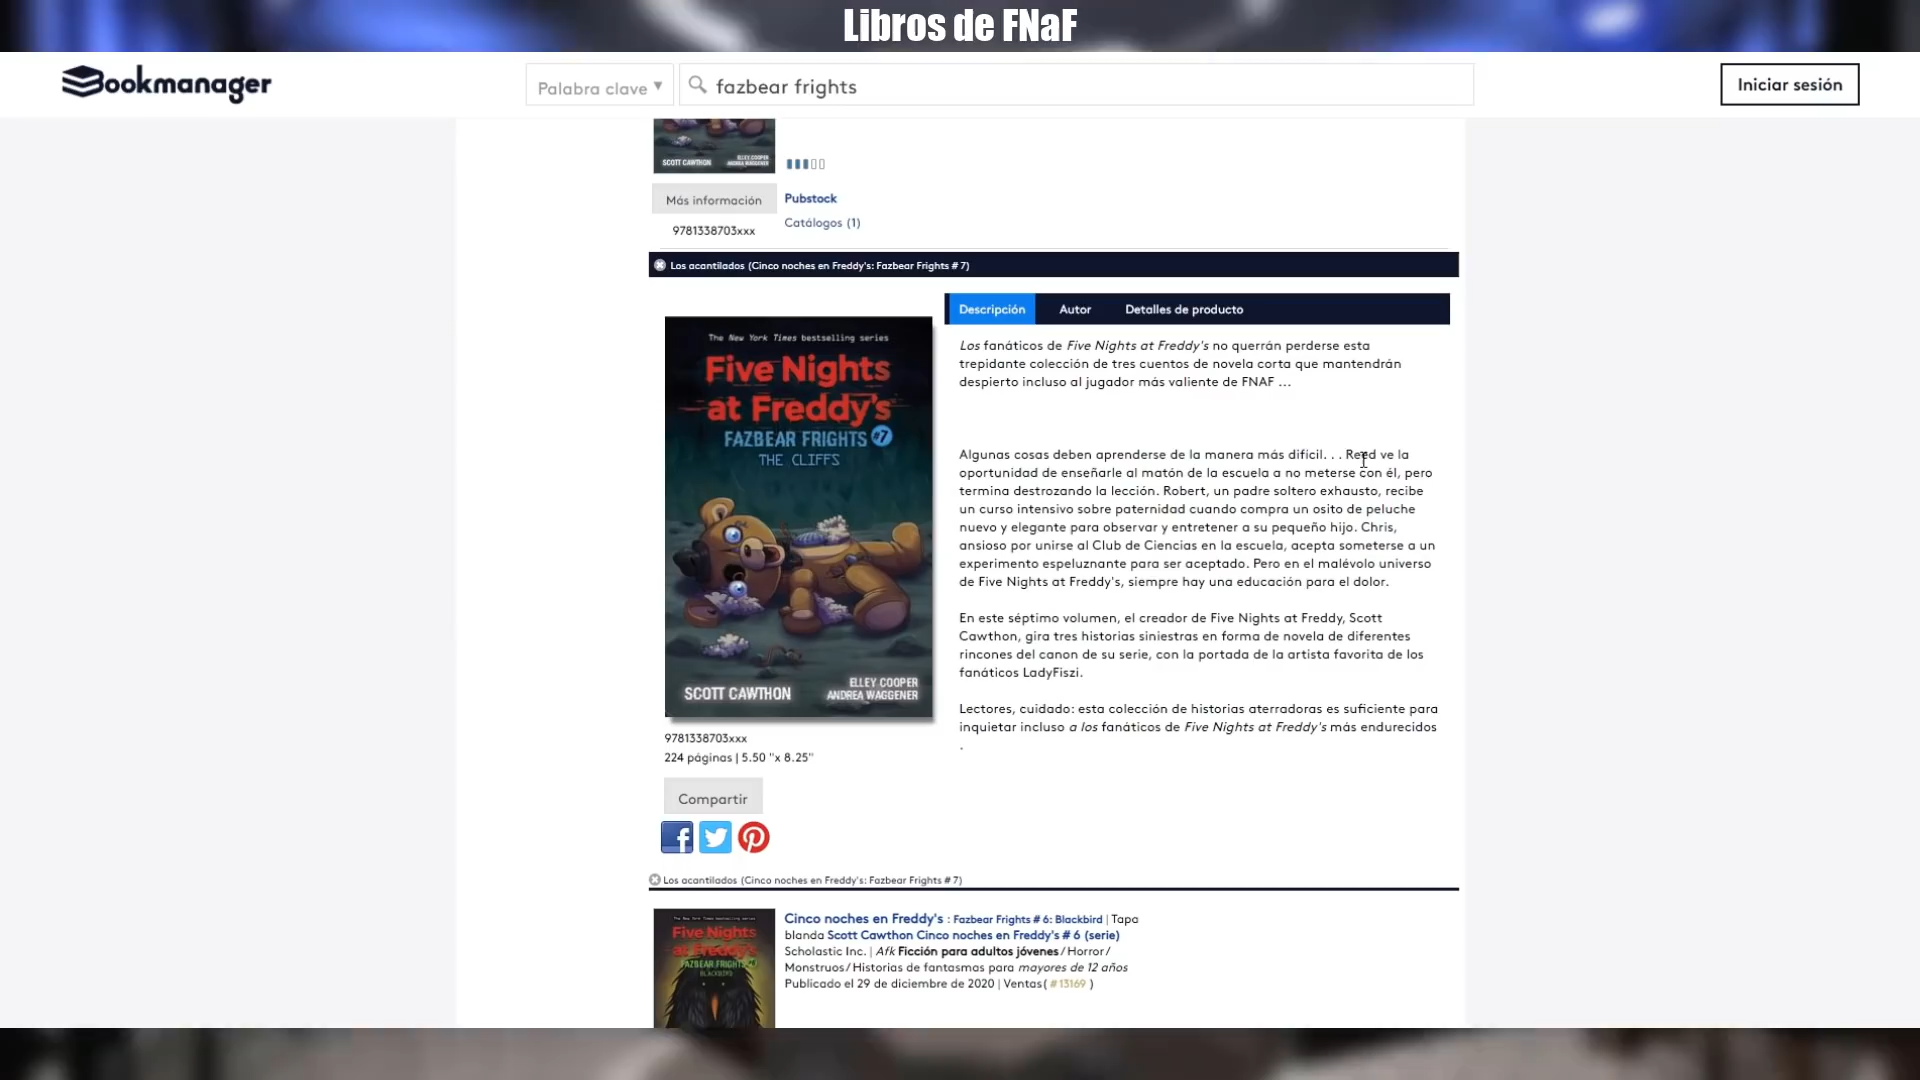 Libros de FNaF
Bookmanager
Palabra clave
fazbear frights
Iniciar sesión
SCOTT CAWTHON
ELLEY COOPER
ANDREA WAGGENER
Más información
Pubstock
Catálogos (1)
9781338703xxx
Los acantilados (Cinco noches en Freddy's: Fazbear Frights # 7)
Descripción
Autor
Detalles de producto
The New York Times bestselling series
Five Nights
at Freddy's
FAZBEAR FRIGHTS #7
THE CLIFFS
SCOTT CAWTHON
ELLEY COOPER
ANDREA WAGGENER
Los fanáticos de Five Nights at Freddy's no querrán perderse esta
trepidante colección de tres cuentos de novela corta que mantendrán
despierto incluso al jugador más valiente de FNAF ...
Algunas cosas deben aprenderse de la manera más difícil. . . Reed ve la
oportunidad de enseñarle al matón de la escuela a no meterse con él, pero
termina destrozando la lección. Robert, un padre soltero exhausto, recibe
un curso intensivo sobre paternidad cuando compra un osito de peluche
nuevo y elegante para observar y entretener a su pequeño hijo. Chris,
ansioso por unirse al Club de Ciencias en la escuela, acepta someterse a un
experimento espeluznante para ser aceptado. Pero en el malévolo universo
de Five Nights at Freddy's, siempre hay una educación para el dolor.
En este séptimo volumen, el creador de Five Nights at Freddy, Scott
Cawthon, gira tres historias siniestras en forma de novela de diferentes
rincones del canon de su serie, con la portada de la artista favorita de los
fanáticos LadyFiszi.
Lectores, cuidado: esta colección de historias aterradoras es suficiente para
inquietar incluso a los fanáticos de Five Nights at Freddy's más endurecidos
.
9781338703xxx
224 páginas | 5.50 "x 8.25"
Compartir
Los acantilados (Cinco noches en Freddy's: Fazbear Frights # 7)
The New York Times bestselling series
Five Nights
at Freddy's
FAZBEAR FRIGHTS
BLACKBIRD
Cinco noches en Freddy's : Fazbear Frights # 6: Blackbird | Tapa
blanda Scott Cawthon Cinco noches en Freddy's # 6 (serie)
Scholastic Inc. | Afk Ficción para adultos jóvenes / Horror /
Monstruos / Historias de fantasmas para mayores de 12 años
Publicado el 29 de diciembre de 2020 | Ventas( #13169 )